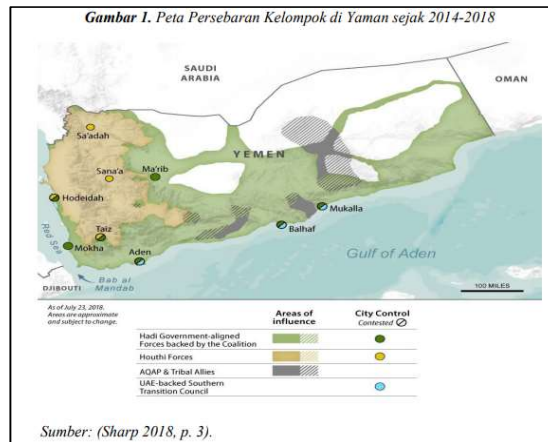 Gambar 1. Peta Persebaran Kelompok di Yaman sejak 2014-2018
SAUDI
ARABIA
OMAN
Sa'adah
YEMEN
Sana'a
Ma'rib
Hodeidah
Mukalla
Taiz
Balhaf
Red Sea
Mokha
Aden
Gulf of Aden
DJIBOUTI
Bab al
Mandab
100 MILES
As of July 23, 2018.
Areas are approximate
and subject to change.
Areas of
influence
City Control
Contested
Hadi Government-aligned
Forces backed by the Coalition
Houthi Forces
AQAP & Tribal Allies
UAE-backed Southern
Transition Council
Sumber: (Sharp 2018, p. 3).